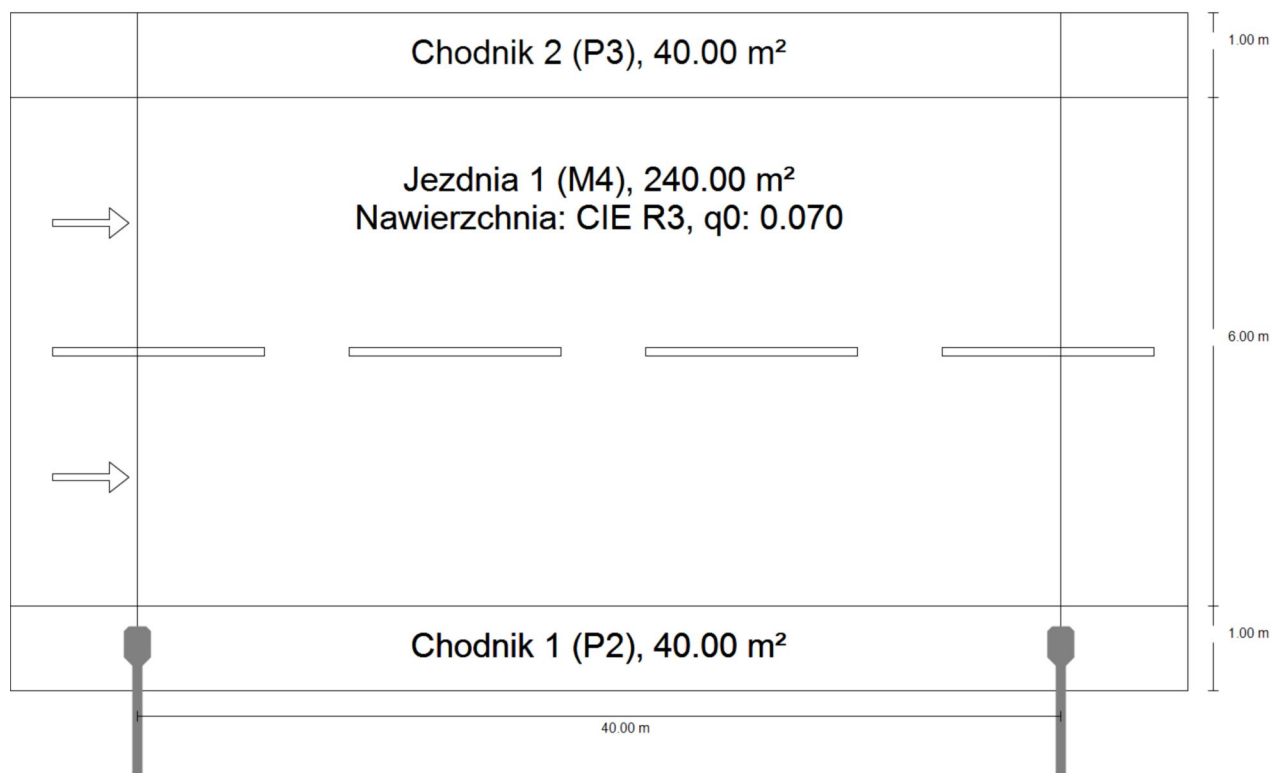 Chodnik 2 (P3), 40.00 m²
1.00 m
Jezdnia 1 (M4), 240.00 m²
Nawierzchnia: CIE R3, q0: 0.070
6.00 m
Chodnik 1 (P2), 40.00 m²
1.00 m
40.00 m